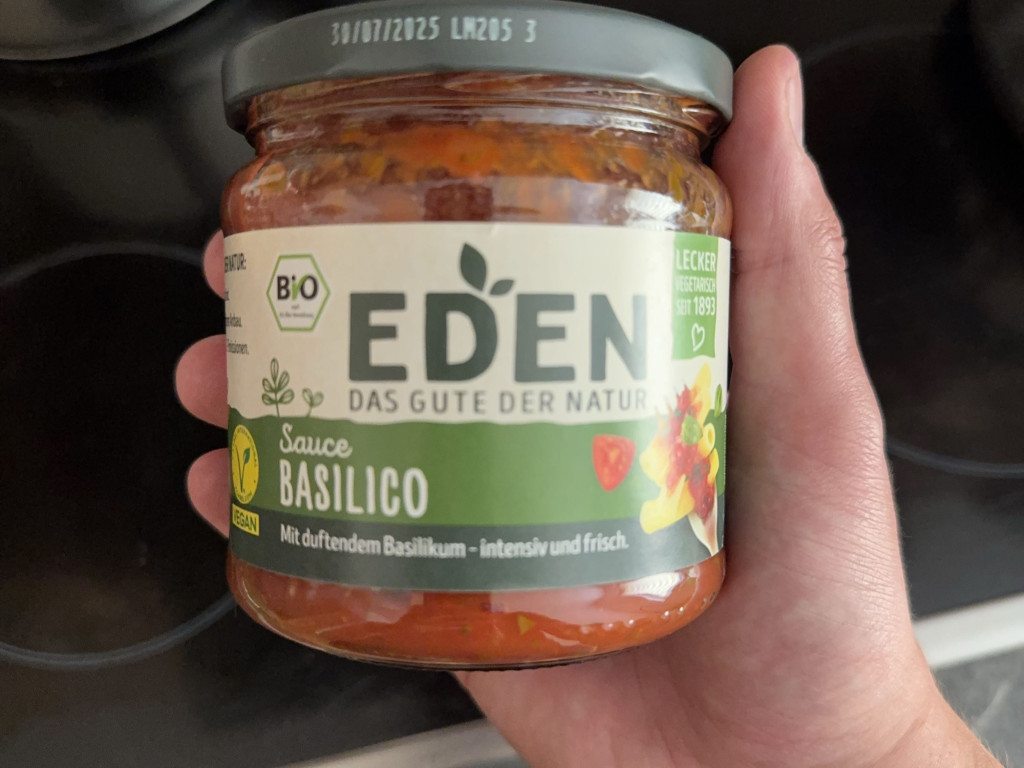 30/07/2025 LM205 3
NATUR:
BiO
EDEN
DAS GUTE DER NATUR
LECKER
VEGETARISCH
SEIT 1893
Sauce
BASILICO
VEGAN
Mit duftendem Basilikum – intensiv und frisch.